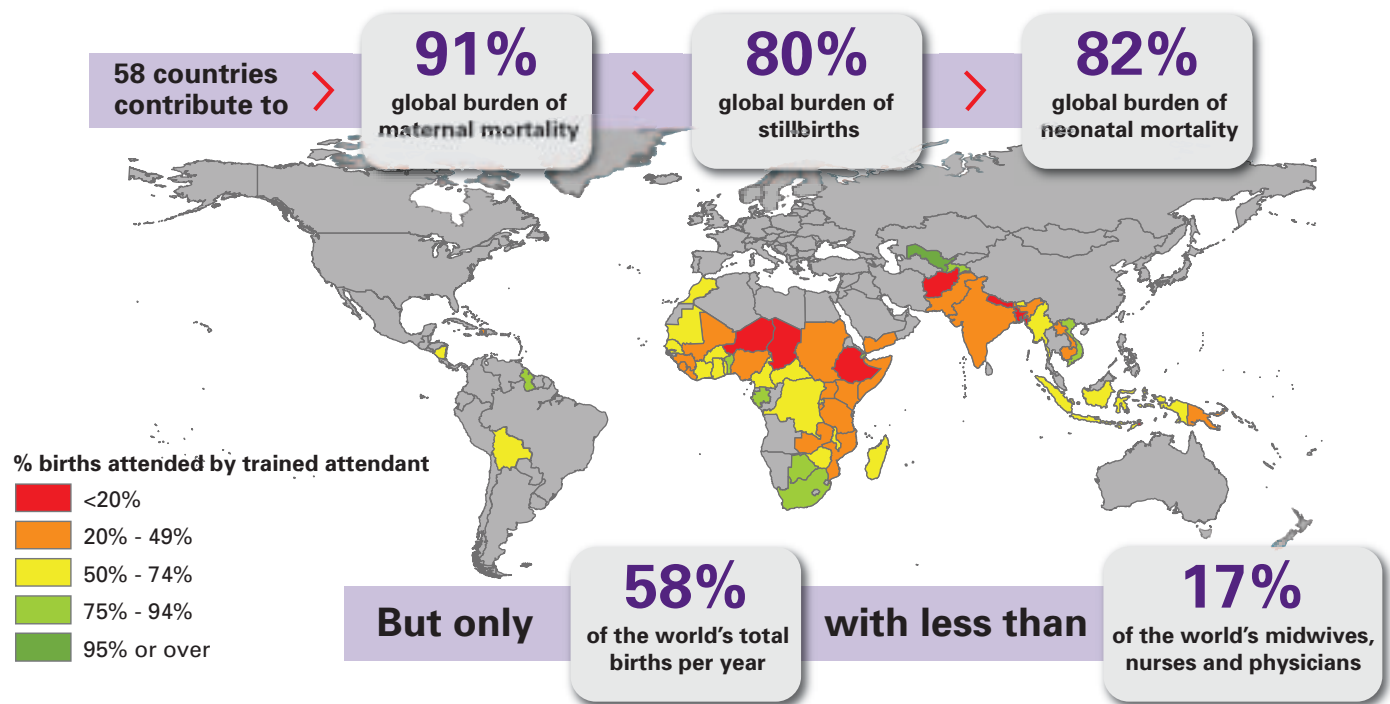 58 countries
contribute to
91%
global burden of
maternal mortality
80%
global burden of
stillbirths
82%
global burden of
neonatal mortality
% births attended by trained attendant
<20%
20% - 49%
50% - 74%
75% - 94%
95% or over
But only
58%
of the world's total
births per year
with less than
17%
of the world's midwives,
nurses and physicians